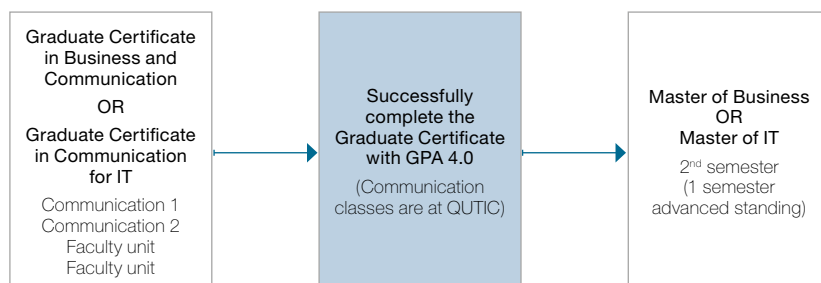 Graduate Certificate
in Business and
Communication
OR
Graduate Certificate
in Communication
for IT
Communication 1
Communication 2
Faculty unit
Faculty unit
Successfully
complete the
Graduate Certificate
with GPA 4.0
(Communication
classes are at QUTIC)
Master of Business
OR
Master of IT
2nd semester
(1 semester
advanced standing)